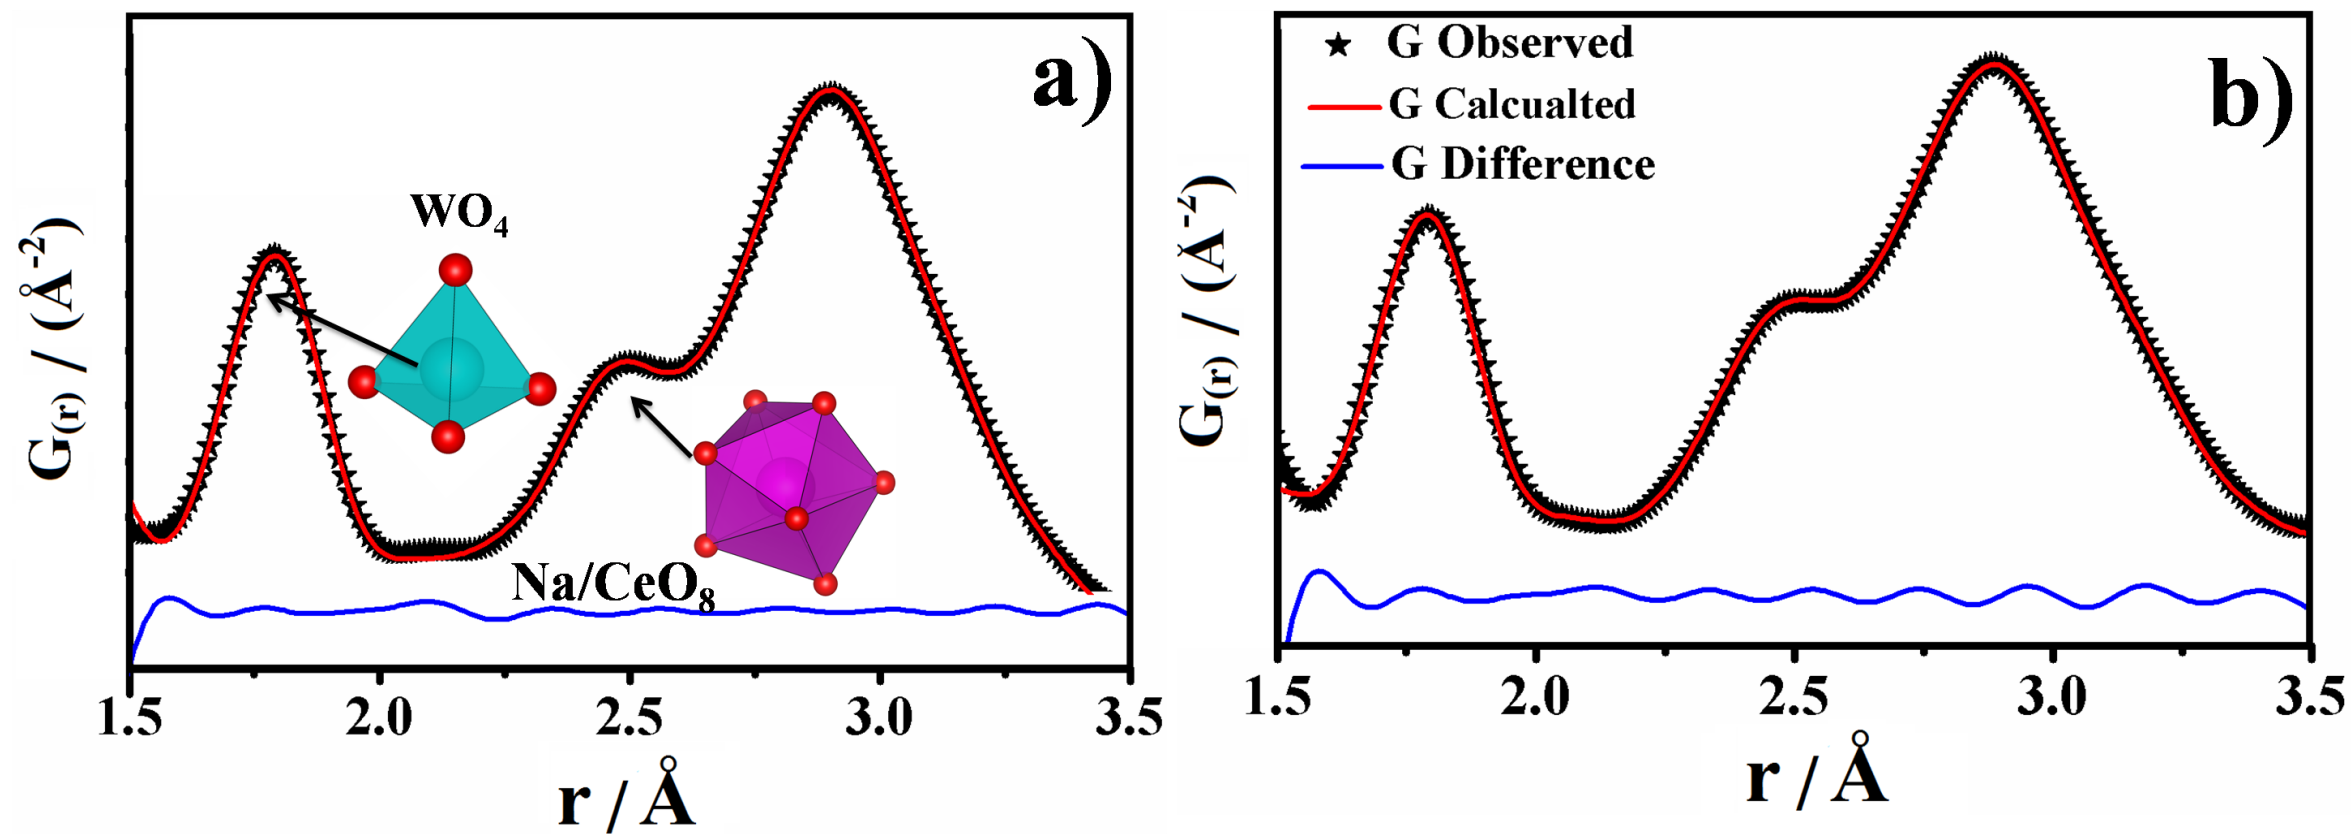 a)
WO₄
Na/CeO₈
G(r) / (Å⁻²)
1.5 2.0 2.5 3.0 3.5
r / Å
b)
G Observed
G Calcualted
G Difference
G(r) / (Å⁻²)
1.5 2.0 2.5 3.0 3.5
r / Å